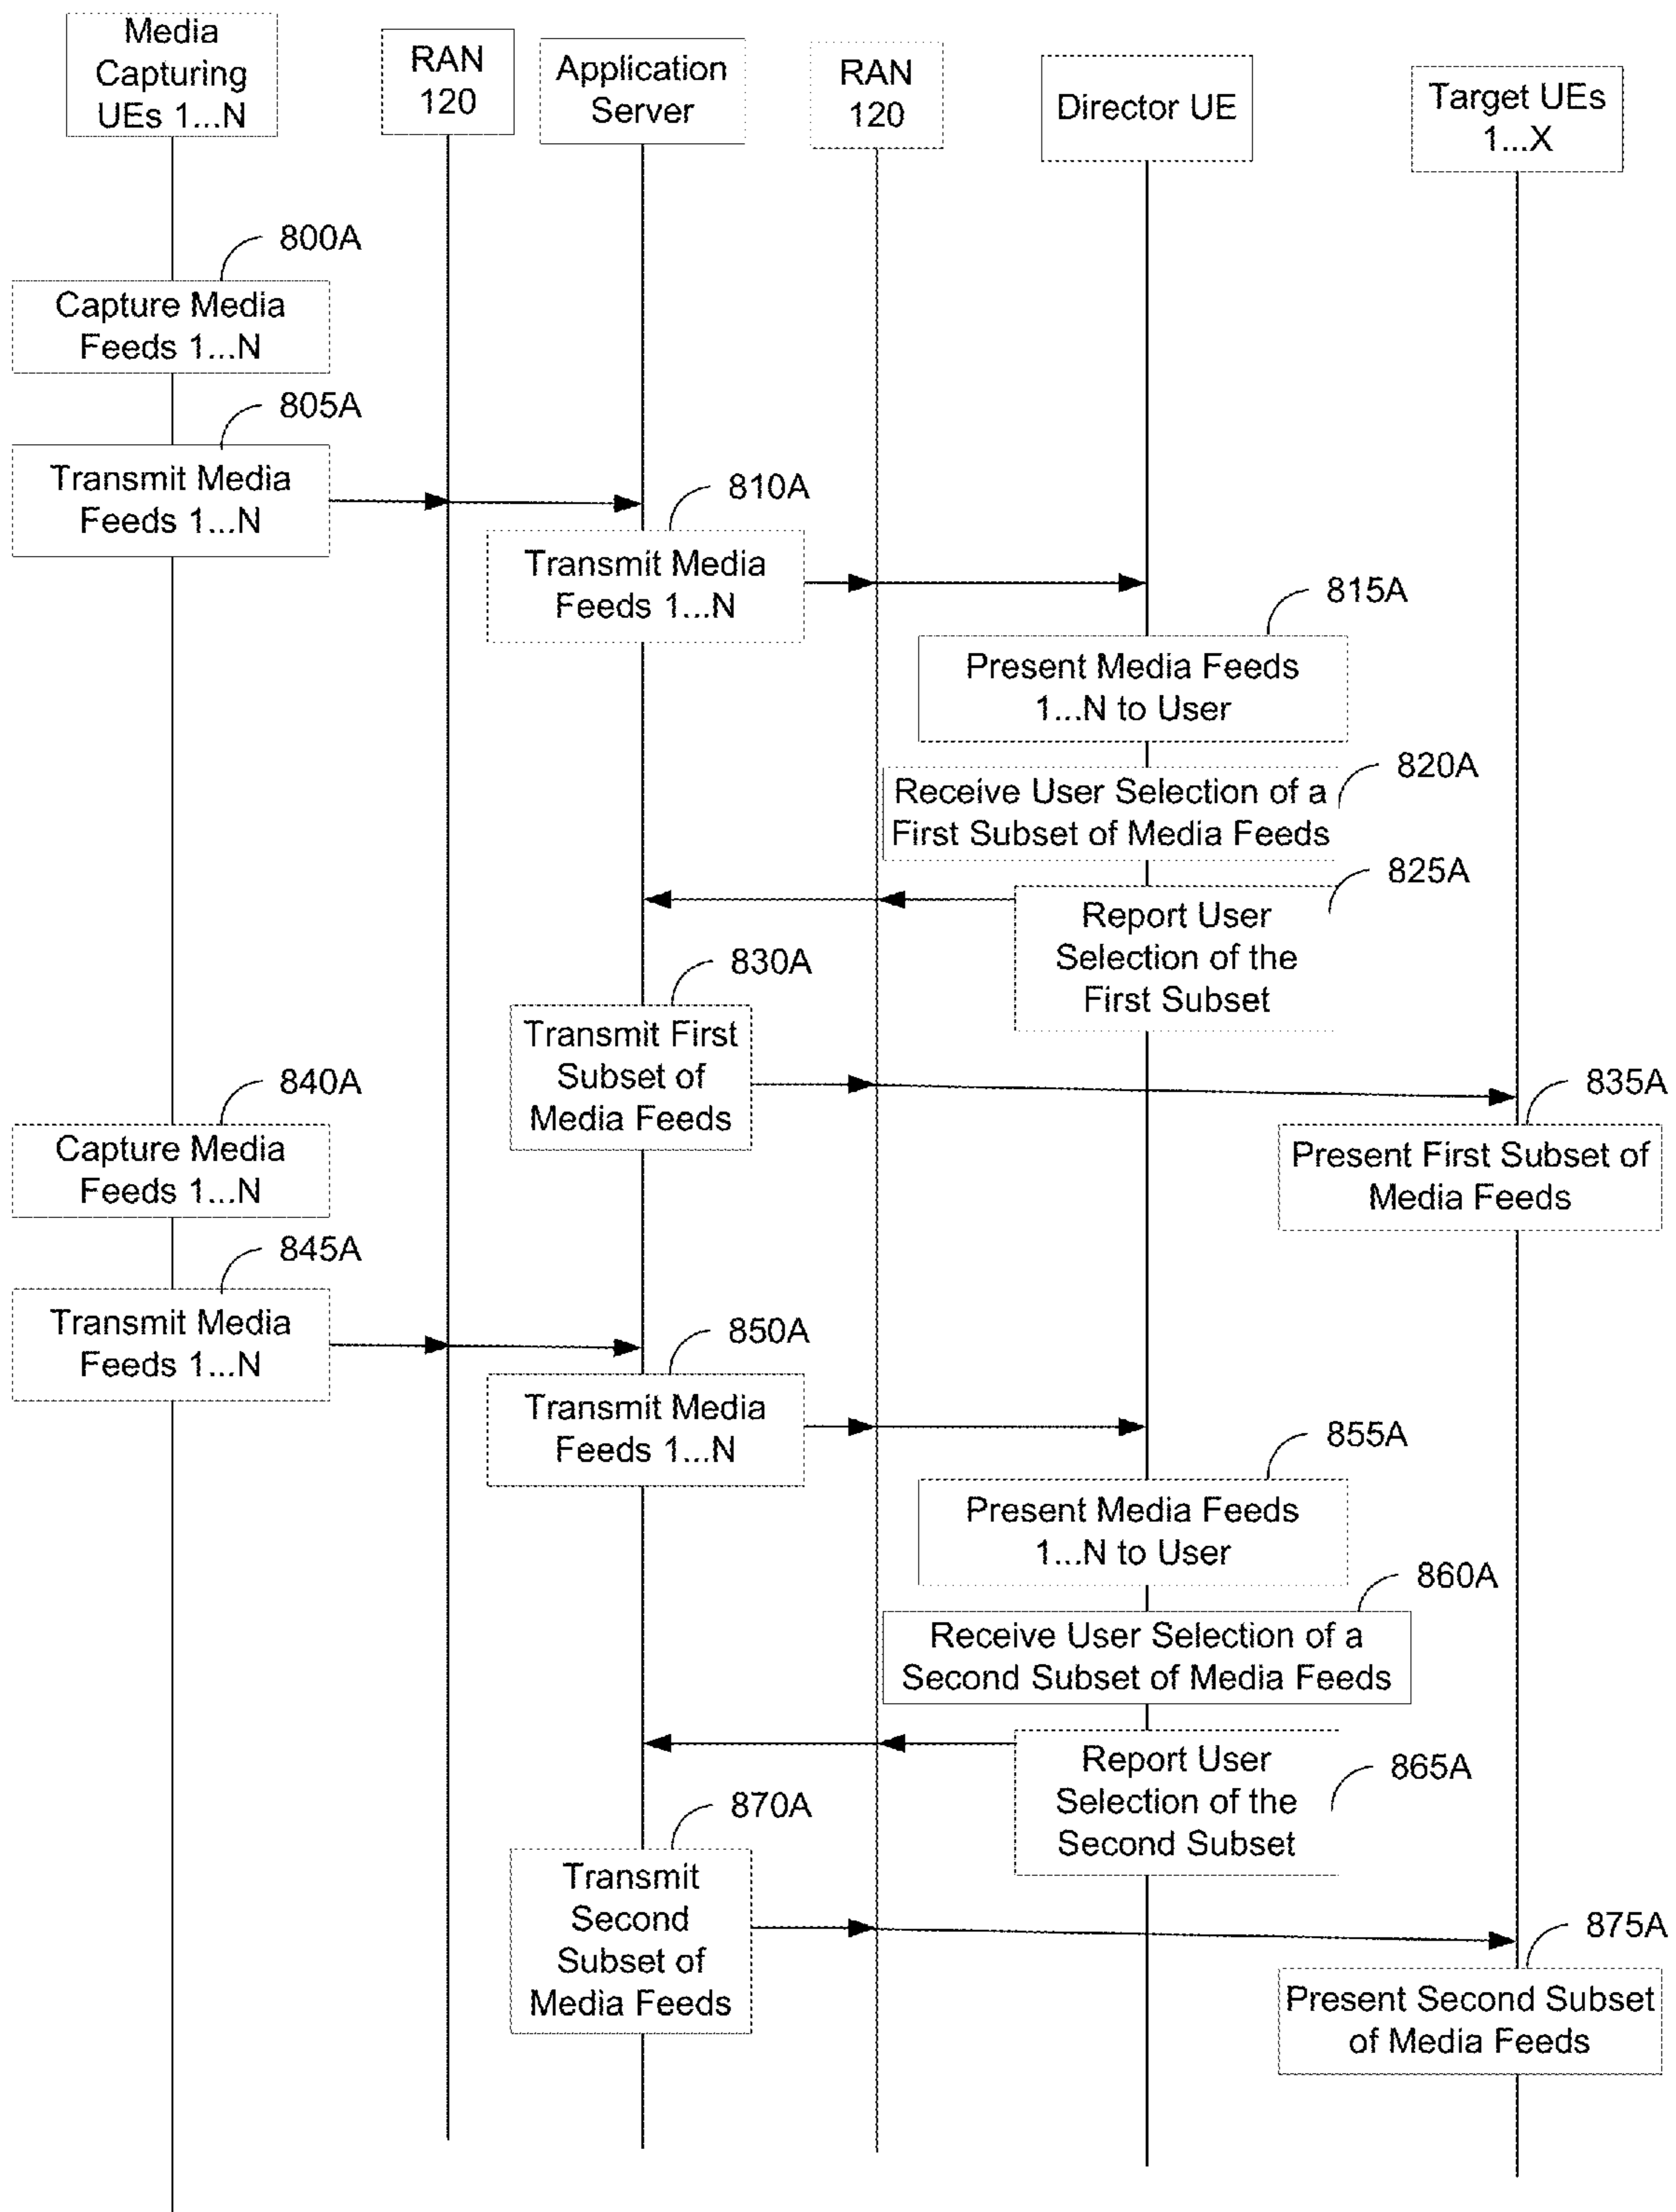 Media
Capturing
UEs 1...N
RAN
120
Application
Server
RAN
120
Director UE
Target UEs
1...X
800A
Capture Media
Feeds 1...N
805A
Transmit Media
Feeds 1...N
810A
Transmit Media
Feeds 1...N
815A
Present Media Feeds
1...N to User
820A
Receive User Selection of a
First Subset of Media Feeds
825A
Report User
Selection of the
First Subset
830A
Transmit First
Subset of
Media Feeds
835A
Present First Subset of
Media Feeds
840A
Capture Media
Feeds 1...N
845A
Transmit Media
Feeds 1...N
850A
Transmit Media
Feeds 1...N
855A
Present Media Feeds
1...N to User
860A
Receive User Selection of a
Second Subset of Media Feeds
865A
Report User
Selection of the
Second Subset
870A
Transmit
Second
Subset of
Media Feeds
875A
Present Second Subset
of Media Feeds